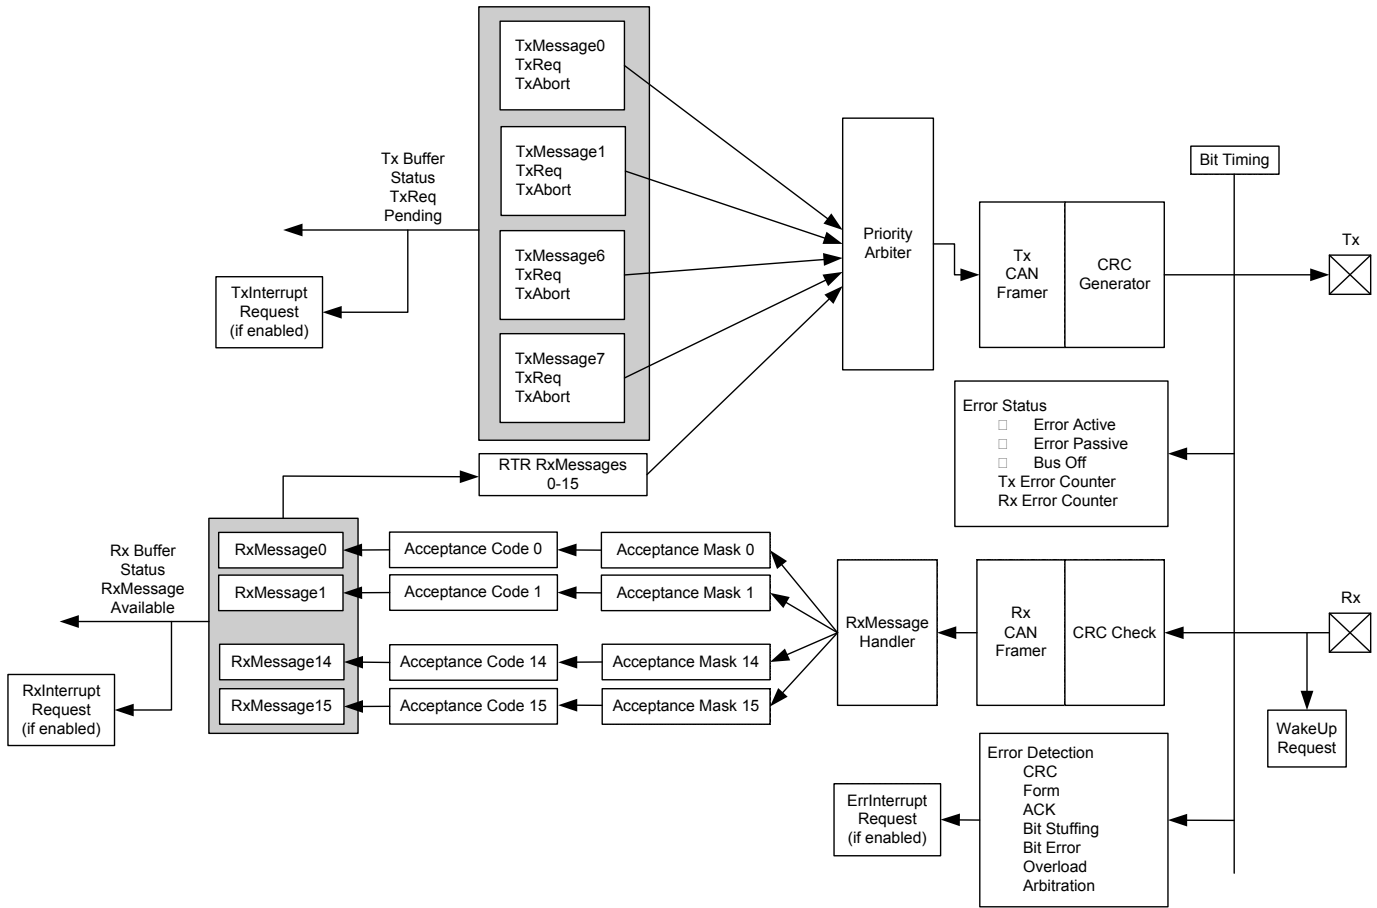 TxMessage0
TxReq
TxAbort
TxMessage1
TxReq
TxAbort
TxMessage6
TxReq
TxAbort
TxMessage7
TxReq
TxAbort
Tx Buffer
Status
TxReq
Pending
TxInterrupt
Request
(if enabled)
Priority
Arbiter
Tx
CAN
Framer
CRC
Generator
Bit Timing
Tx
Error Status
Error Active
Error Passive
Bus Off
Tx Error Counter
Rx Error Counter
RTR RxMessages
0-15
Rx Buffer
Status
RxMessage
Available
RxInterrupt
Request
(if enabled)
RxMessage0
Acceptance Code 0
Acceptance Mask 0
RxMessage1
Acceptance Code 1
Acceptance Mask 1
RxMessage14
Acceptance Code 14
Acceptance Mask 14
RxMessage15
Acceptance Code 15
Acceptance Mask 15
RxMessage
Handler
Rx
CAN
Framer
CRC Check
Rx
WakeUp
Request
ErrInterrupt
Request
(if enabled)
Error Detection
CRC
Form
ACK
Bit Stuffing
Bit Error
Overload
Arbitration